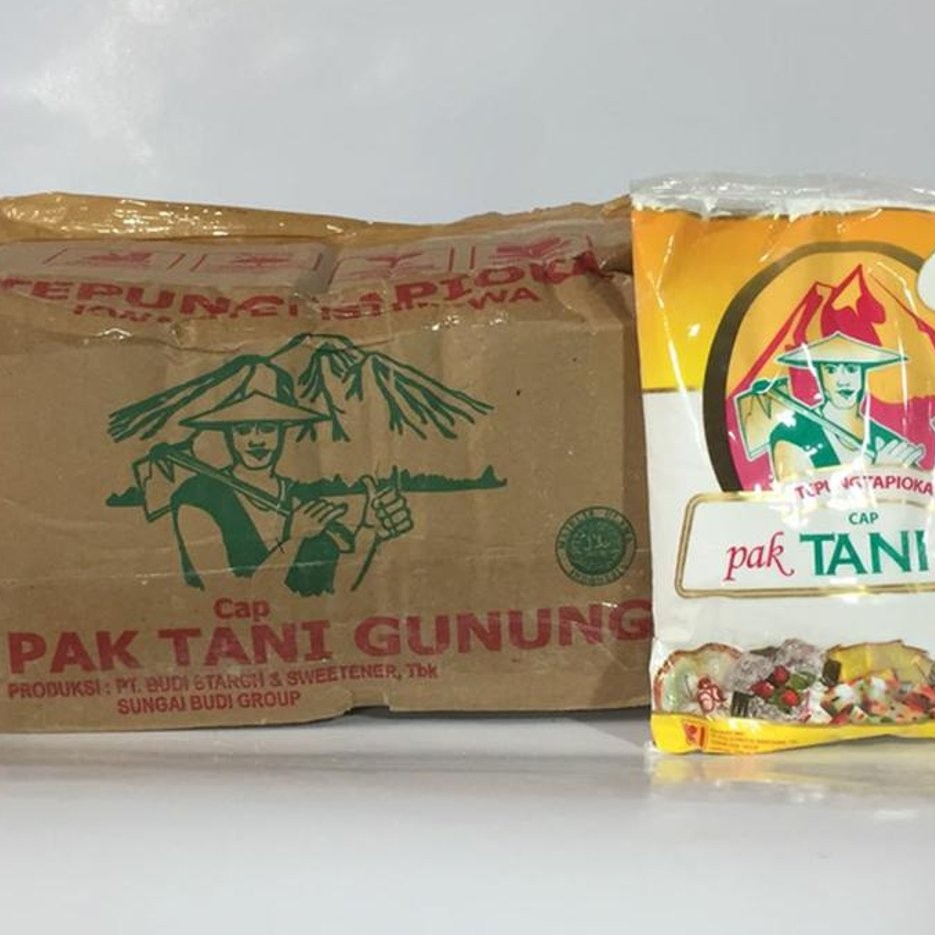 TEPUNG TAPIOKA
Cap
PAK TANI GUNUNG
PRODUKSI : PT. BUDI STARCH & SWEETENER, Tbk
SUNGAI BUDI GROUP
TEPUNG TAPIOKA
CAP
pak TANI